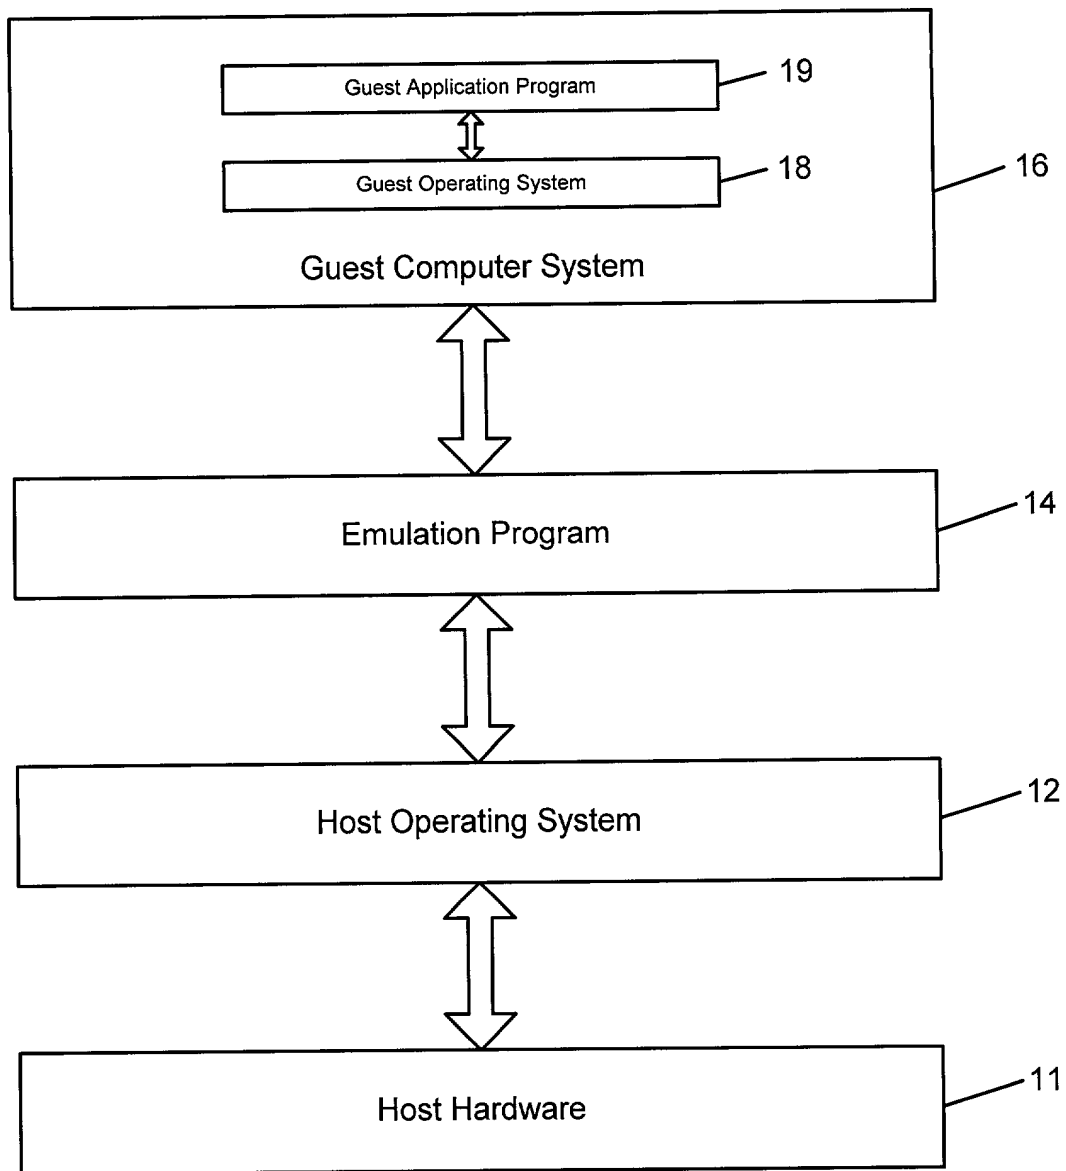 Guest Application Program
19
Guest Operating System
18
16
Guest Computer System
Emulation Program
14
Host Operating System
12
Host Hardware
11